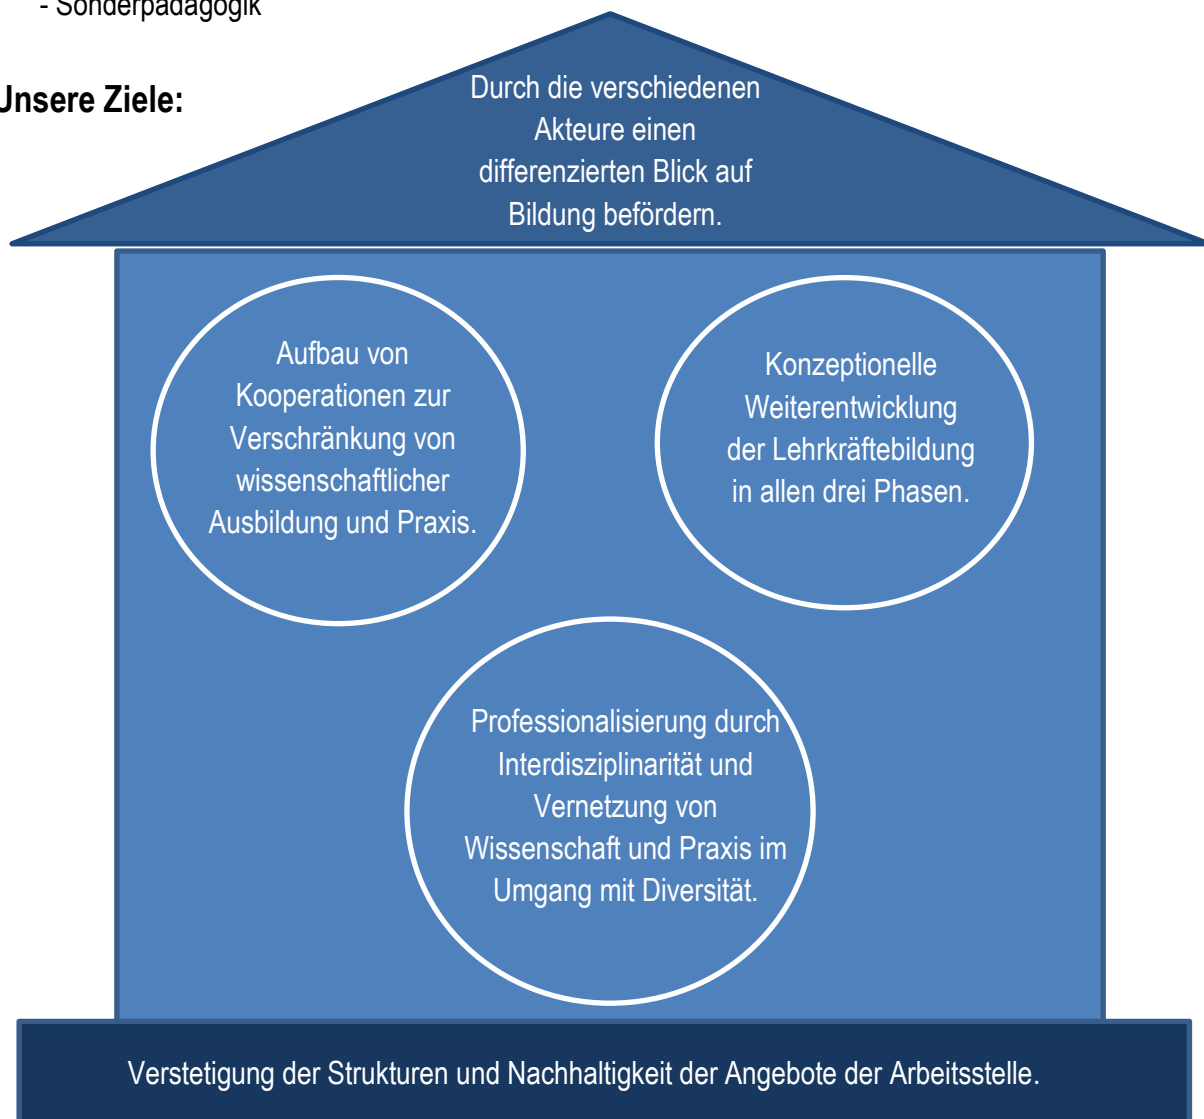 - Sonderpädagogik
Unsere Ziele:
Durch die verschiedenen
Akteure einen
differenzierten Blick auf
Bildung befördern.
Aufbau von
Kooperationen zur
Verschränkung von
wissenschaftlicher
Ausbildung und Praxis.
Konzeptionelle
Weiterentwicklung
der Lehrkräftebildung
in allen drei Phasen.
Professionalisierung durch
Interdisziplinarität und
Vernetzung von
Wissenschaft und Praxis im
Umgang mit Diversität.
Verstetigung der Strukturen und Nachhaltigkeit der Angebote der Arbeitsstelle.